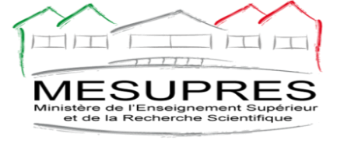 MESUPRES
Ministère de l'Enseignement Supérieur
et de la Recherche Scientifique